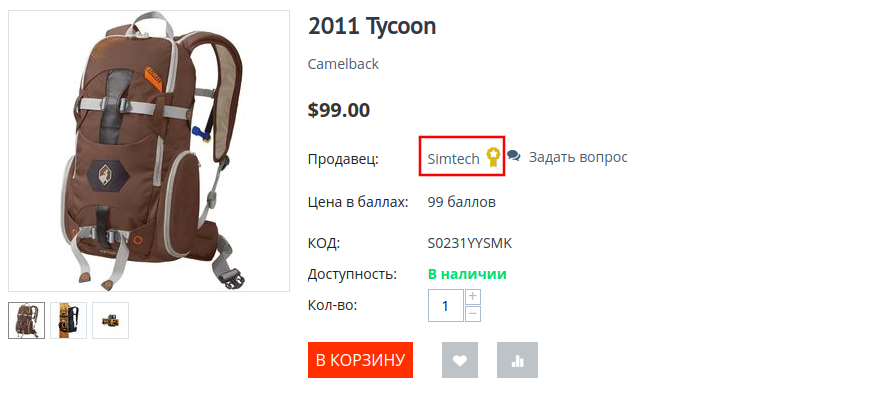 2011 Tycoon
Camelback
$99.00
Продавец: Simtech Задать вопрос
Цена в баллах: 99 баллов
КОД: S0231YYSMK
Доступность: В наличии
Кол-во: 1 + −
В КОРЗИНУ